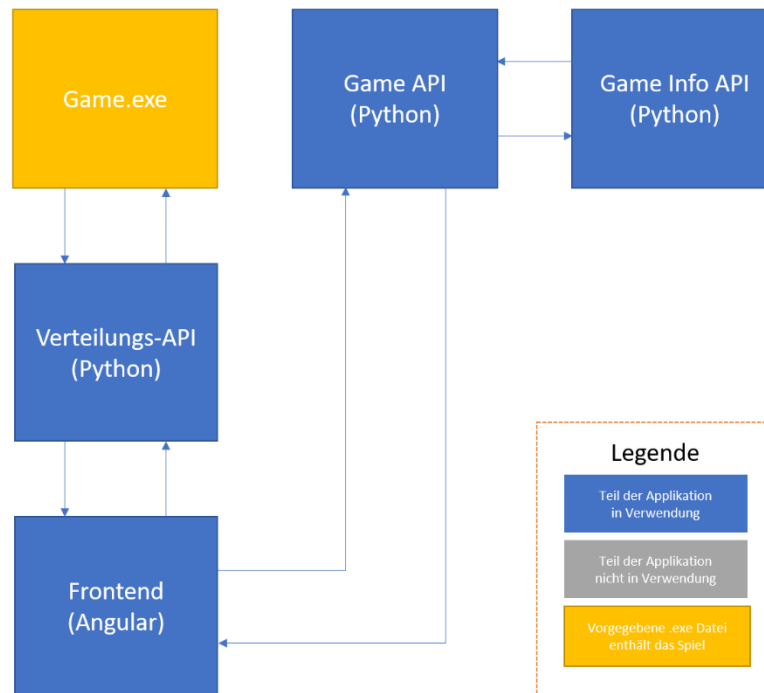 Game.exe
Game API
(Python)
Game Info API
(Python)
Verteilungs-API
(Python)
Frontend
(Angular)
Legende
Teil der Applikation
in Verwendung
Teil der Applikation
nicht in Verwendung
Vorgegebene .exe Datei
enthält das Spiel